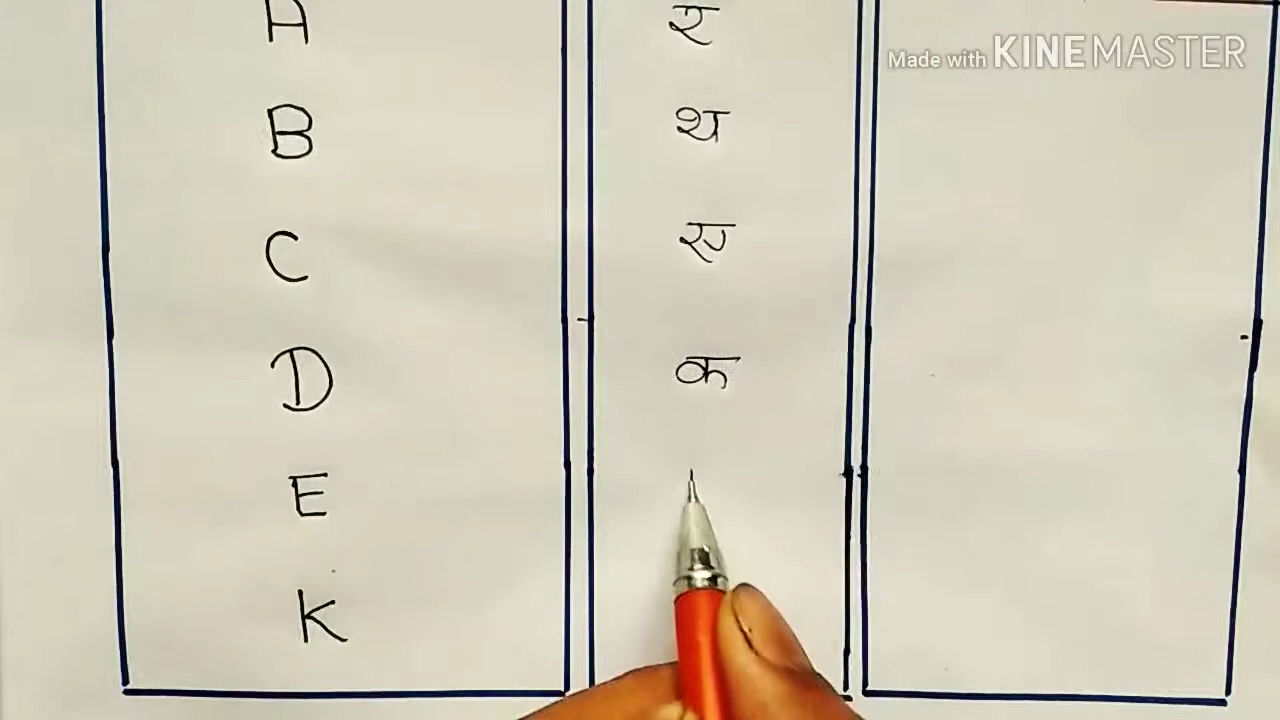 A र
B थ
C ए
D क
E
K
Made with KINEMASTER